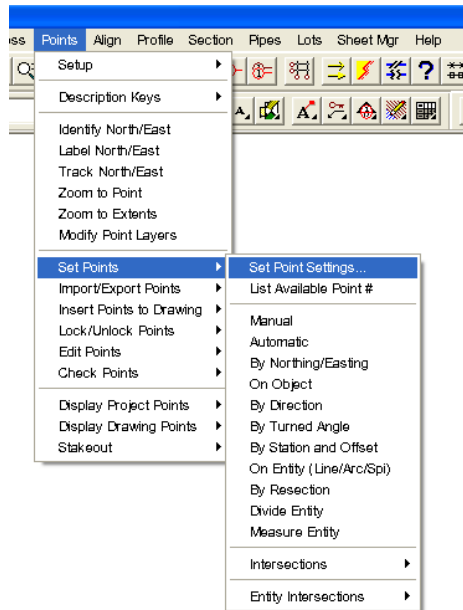 ess Points Align Profile Section Pipes Lots Sheet Mgr Help
Setup
Description Keys
Identify North/East
Label North/East
Track North/East
Zoom to Point
Zoom to Extents
Modify Point Layers
Set Points
Import/Export Points
Insert Points to Drawing
Lock/Unlock Points
Edit Points
Check Points
Display Project Points
Display Drawing Points
Stakeout
Set Point Settings...
List Available Point #
Manual
Automatic
By Northing/Easting
On Object
By Direction
By Turned Angle
By Station and Offset
On Entity (Line/Arc/Spi)
By Resection
Divide Entity
Measure Entity
Intersections
Entity Intersections